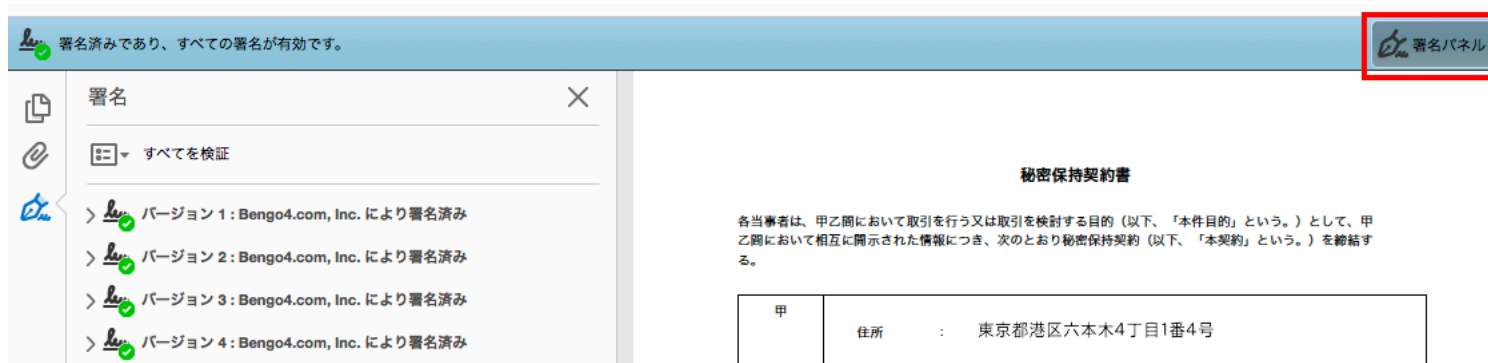 署名済みであり、すべての署名が有効です。
署名パネル
署名
すべてを検証
バージョン 1 : Bengo4.com, Inc. により署名済み
バージョン 2 : Bengo4.com, Inc. により署名済み
バージョン 3 : Bengo4.com, Inc. により署名済み
バージョン 4 : Bengo4.com, Inc. により署名済み
秘密保持契約書
各当事者は、甲乙間において取引を行う又は取引を検討する目的（以下、「本件目的」という。）として、甲
乙間において相互に開示された情報につき、次のとおり秘密保持契約（以下、「本契約」という。）を締結す
る。
甲
住所 : 東京都港区六本木4丁目1番4号